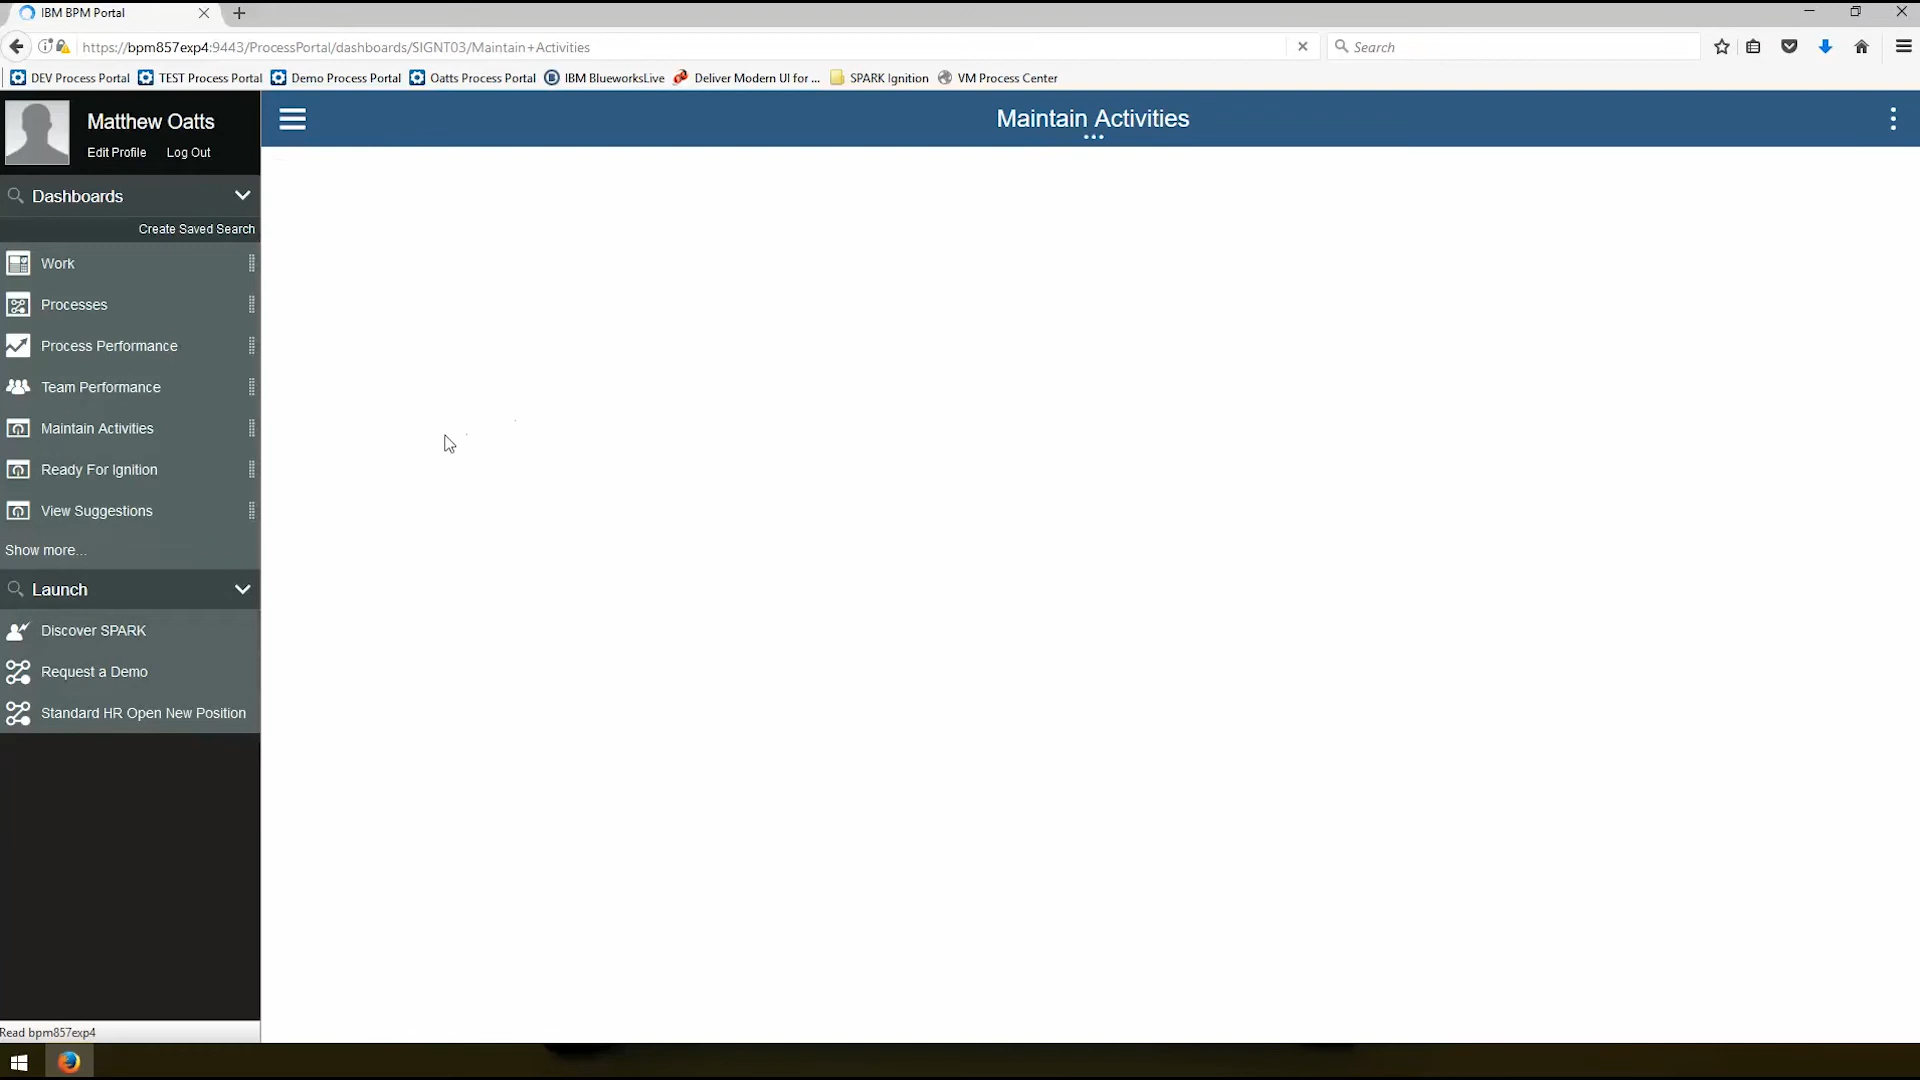 IBM BPM Portal
https://bpm857exp4:9443/ProcessPortal/dashboards/SIGNT03/Maintain+Activities
Search
DEV Process Portal TEST Process Portal Demo Process Portal Oatts Process Portal IBM BlueworksLive Deliver Modern UI for ... SPARK Ignition VM Process Center
Matthew Oatts
Edit Profile Log Out
Maintain Activities
Dashboards
Create Saved Search
Work
Processes
Process Performance
Team Performance
Maintain Activities
Ready For Ignition
View Suggestions
Show more...
Launch
Discover SPARK
Request a Demo
Standard HR Open New Position
Read bpm857exp4